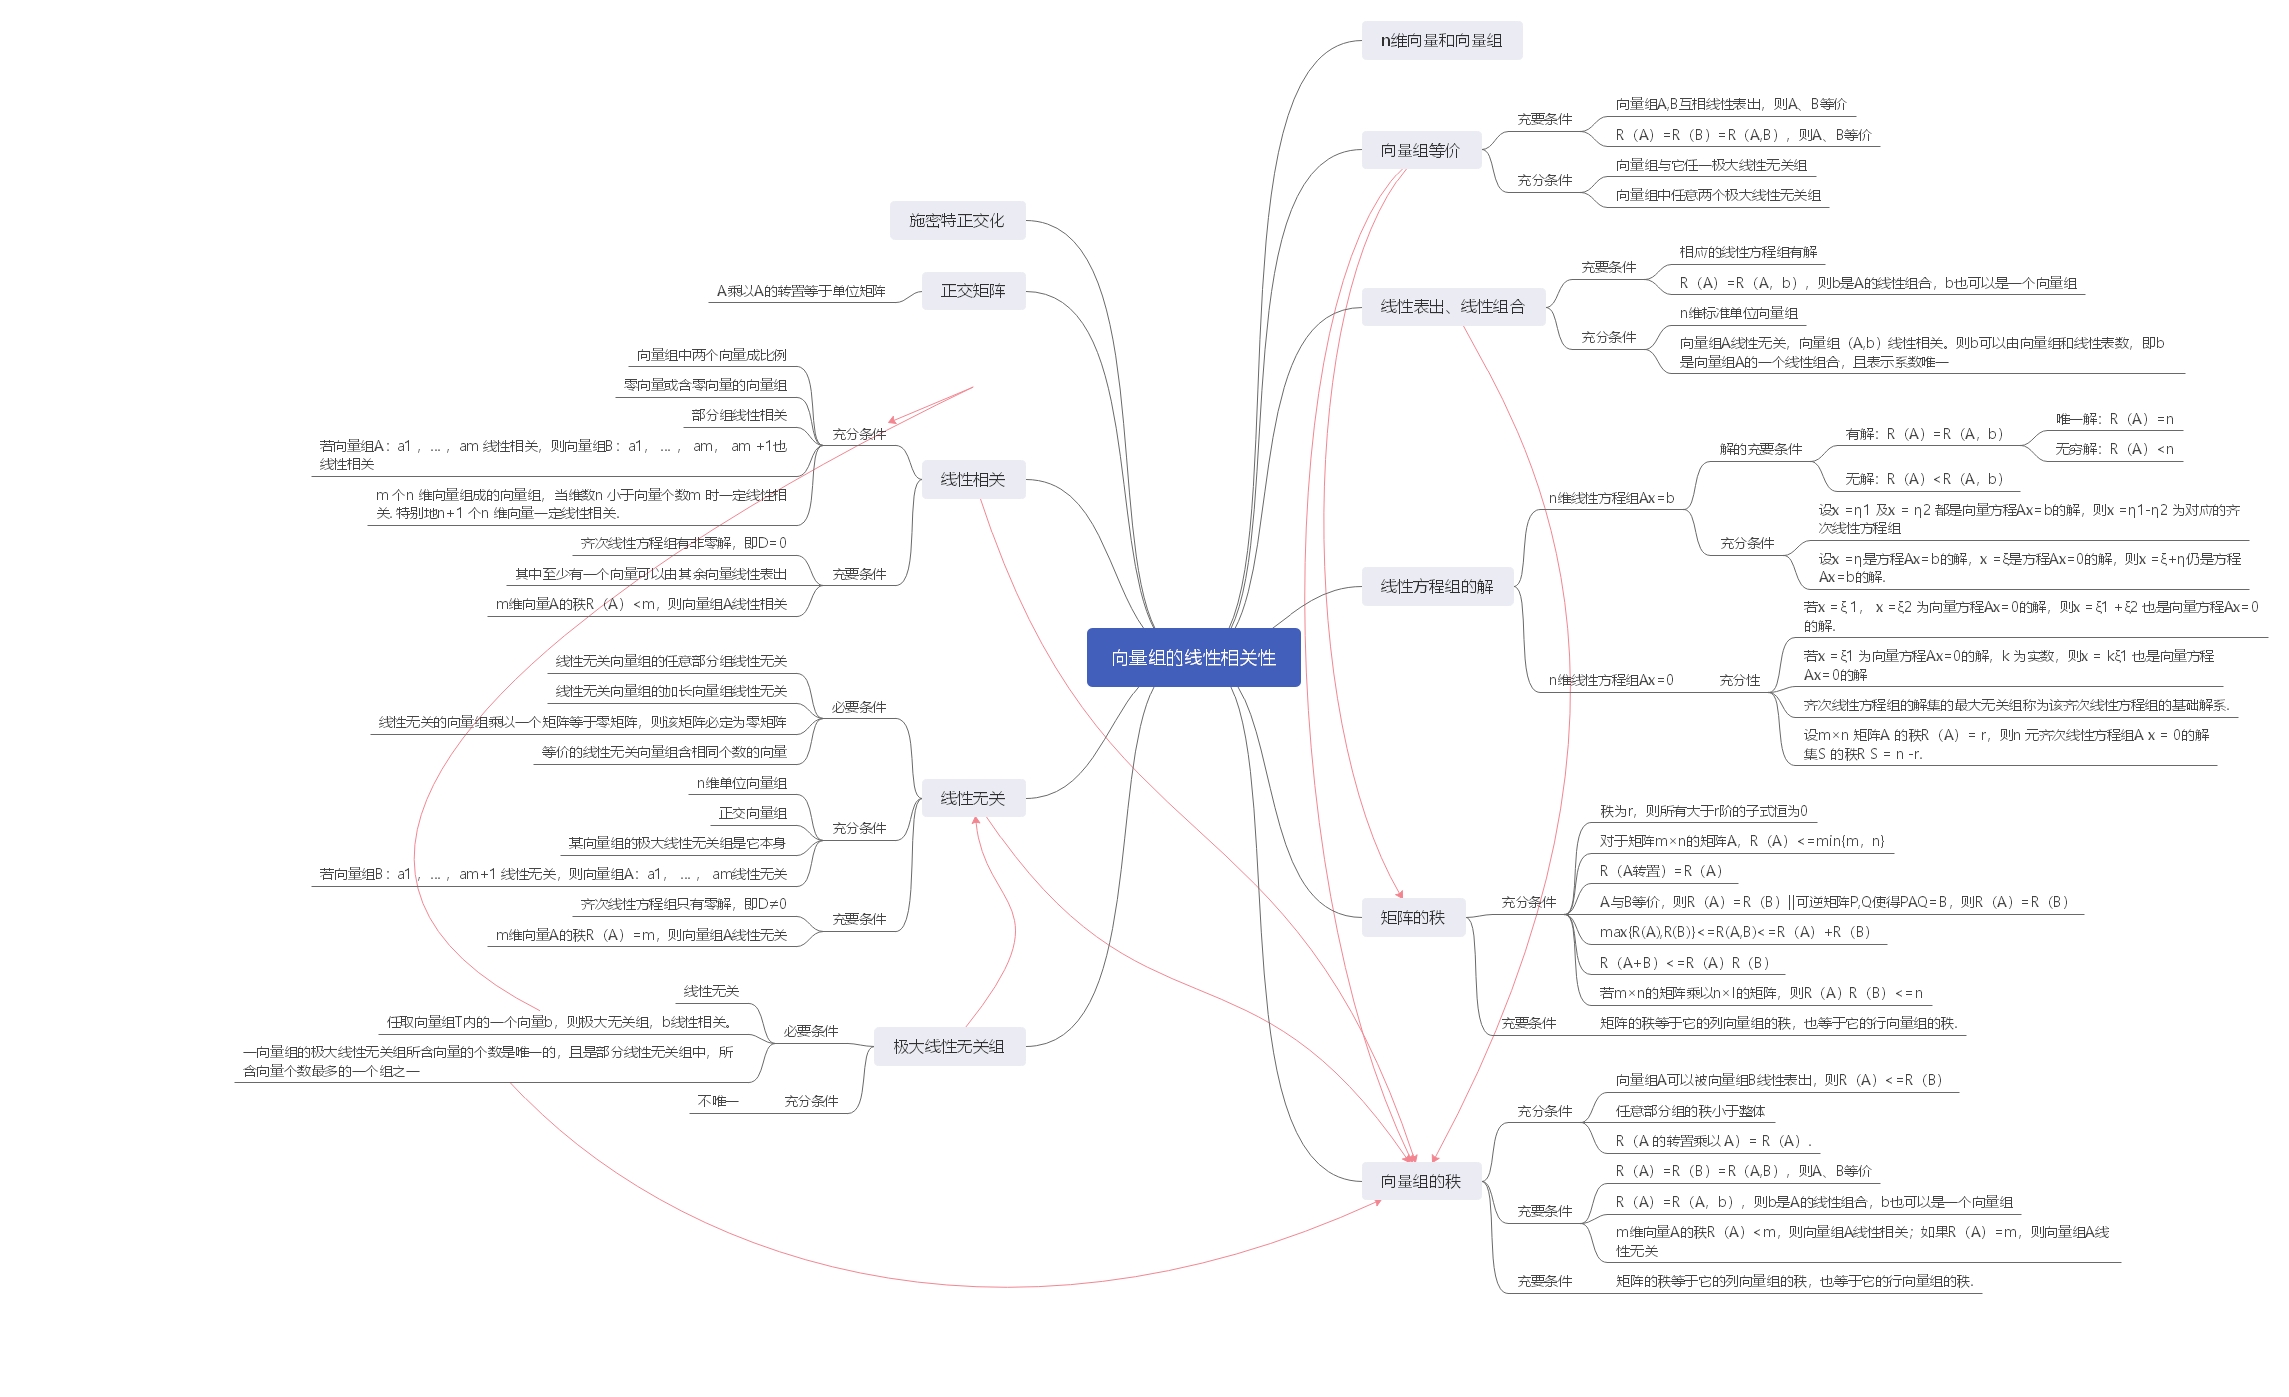 向量组的线性相关性
n维向量和向量组
向量组等价
充要条件
向量组A,B互相线性表出，则A、B等价
R（A）=R（B）=R（A,B），则A、B等价
充分条件
向量组与它任一极大线性无关组
向量组中任意两个极大线性无关组
线性表出、线性组合
充要条件
相应的线性方程组有解
R（A）=R（A，b），则b是A的线性组合，b也可以是一个向量组
充分条件
n维标准单位向量组
向量组A线性无关，向量组（A,b）线性相关。则b可以由向量组和线性表数，即b
是向量组A的一个线性组合，且表示系数唯一
线性方程组的解
n维线性方程组Ax=b
解的充要条件
有解：R（A）=R（A，b）
唯一解：R（A）=n
无穷解：R（A）<n
无解：R（A）<R（A，b）
充分条件
设x =η1 及x = η2 都是向量方程Ax=b的解，则x =η1-η2 为对应的齐
次线性方程组
设x =η是方程Ax=b的解，x =ξ是方程Ax=0的解，则x =ξ+η仍是方程
Ax=b的解.
n维线性方程组Ax=0
充分性
若x =ξ 1， x =ξ2 为向量方程Ax=0的解，则x =ξ1 +ξ2 也是向量方程Ax=0
的解.
若x =ξ1 为向量方程Ax=0的解，k 为实数，则x = kξ1 也是向量方程
Ax=0的解
齐次线性方程组的解集的最大无关组称为该齐次线性方程组的基础解系.
设m×n 矩阵A 的秩R（A）= r，则n 元齐次线性方程组A x = 0的解
集S 的秩R S = n -r.
矩阵的秩
充分条件
秩为r，则所有大于r阶的子式恒为0
对于矩阵m×n的矩阵A，R（A）<=min{m，n}
R（A转置）=R（A）
A与B等价，则R（A）=R（B）||可逆矩阵P,Q使得PAQ=B，则R（A）=R（B）
max{R(A),R(B)}<=R(A,B)<=R（A）+R（B）
R（A+B）<=R（A）R（B）
若m×n的矩阵乘以n×l的矩阵，则R（A）R（B）<=n
充要条件
矩阵的秩等于它的列向量组的秩，也等于它的行向量组的秩.
向量组的秩
充分条件
向量组A可以被向量组B线性表出，则R（A）<=R（B）
任意部分组的秩小于整体
R（A 的转置乘以 A）= R（A）.
充要条件
R（A）=R（B）=R（A,B），则A、B等价
R（A）=R（A，b），则b是A的线性组合，b也可以是一个向量组
m维向量A的秩R（A）<m，则向量组A线性相关；如果R（A）=m，则向量组A线
性无关
充要条件
矩阵的秩等于它的列向量组的秩，也等于它的行向量组的秩.
施密特正交化
正交矩阵
A乘以A的转置等于单位矩阵
线性相关
充分条件
向量组中两个向量成比例
零向量或含零向量的向量组
部分组线性相关
若向量组A：a1 ，… ，am 线性相关，则向量组B：a1， … ， am， am +1也
线性相关
m 个n 维向量组成的向量组，当维数n 小于向量个数m 时一定线性相
关. 特别地n+1 个n 维向量一定线性相关.
充要条件
齐次线性方程组有非零解，即D=0
其中至少有一个向量可以由其余向量线性表出
m维向量A的秩R（A）<m，则向量组A线性相关
线性无关
必要条件
线性无关向量组的任意部分组线性无关
线性无关向量组的加长向量组线性无关
线性无关的向量组乘以一个矩阵等于零矩阵，则该矩阵必定为零矩阵
等价的线性无关向量组含相同个数的向量
充分条件
n维单位向量组
正交向量组
某向量组的极大线性无关组是它本身
若向量组B：a1 ，… ，am+1 线性无关，则向量组A：a1， … ， am线性无关
充要条件
齐次线性方程组只有零解，即D≠0
m维向量A的秩R（A）=m，则向量组A线性无关
极大线性无关组
必要条件
线性无关
任取向量组T内的一个向量b，则极大无关组，b线性相关。
一向量组的极大线性无关组所含向量的个数是唯一的，且是部分线性无关组中，所
含向量个数最多的一个组之一
充分条件
不唯一